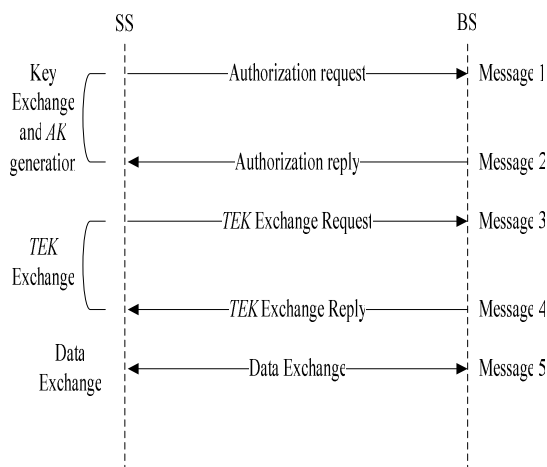 SS
BS
Key
Exchange
and AK
generation
Authorization request
Message 1
Authorization reply
Message 2
TEK
Exchange
TEK Exchange Request
Message 3
TEK Exchange Reply
Message 4
Data
Exchange
Data Exchange
Message 5